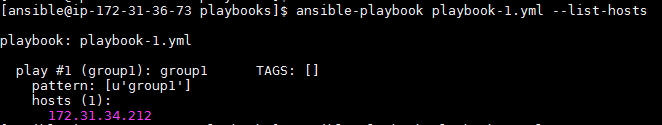 [ansible@ip-172-31-36-73 playbooks]$ ansible-playbook playbook-1.yml --list-hosts
playbook: playbook-1.yml
play #1 (group1): group1 TAGS: []
pattern: [u'group1']
hosts (1):
172.31.34.212